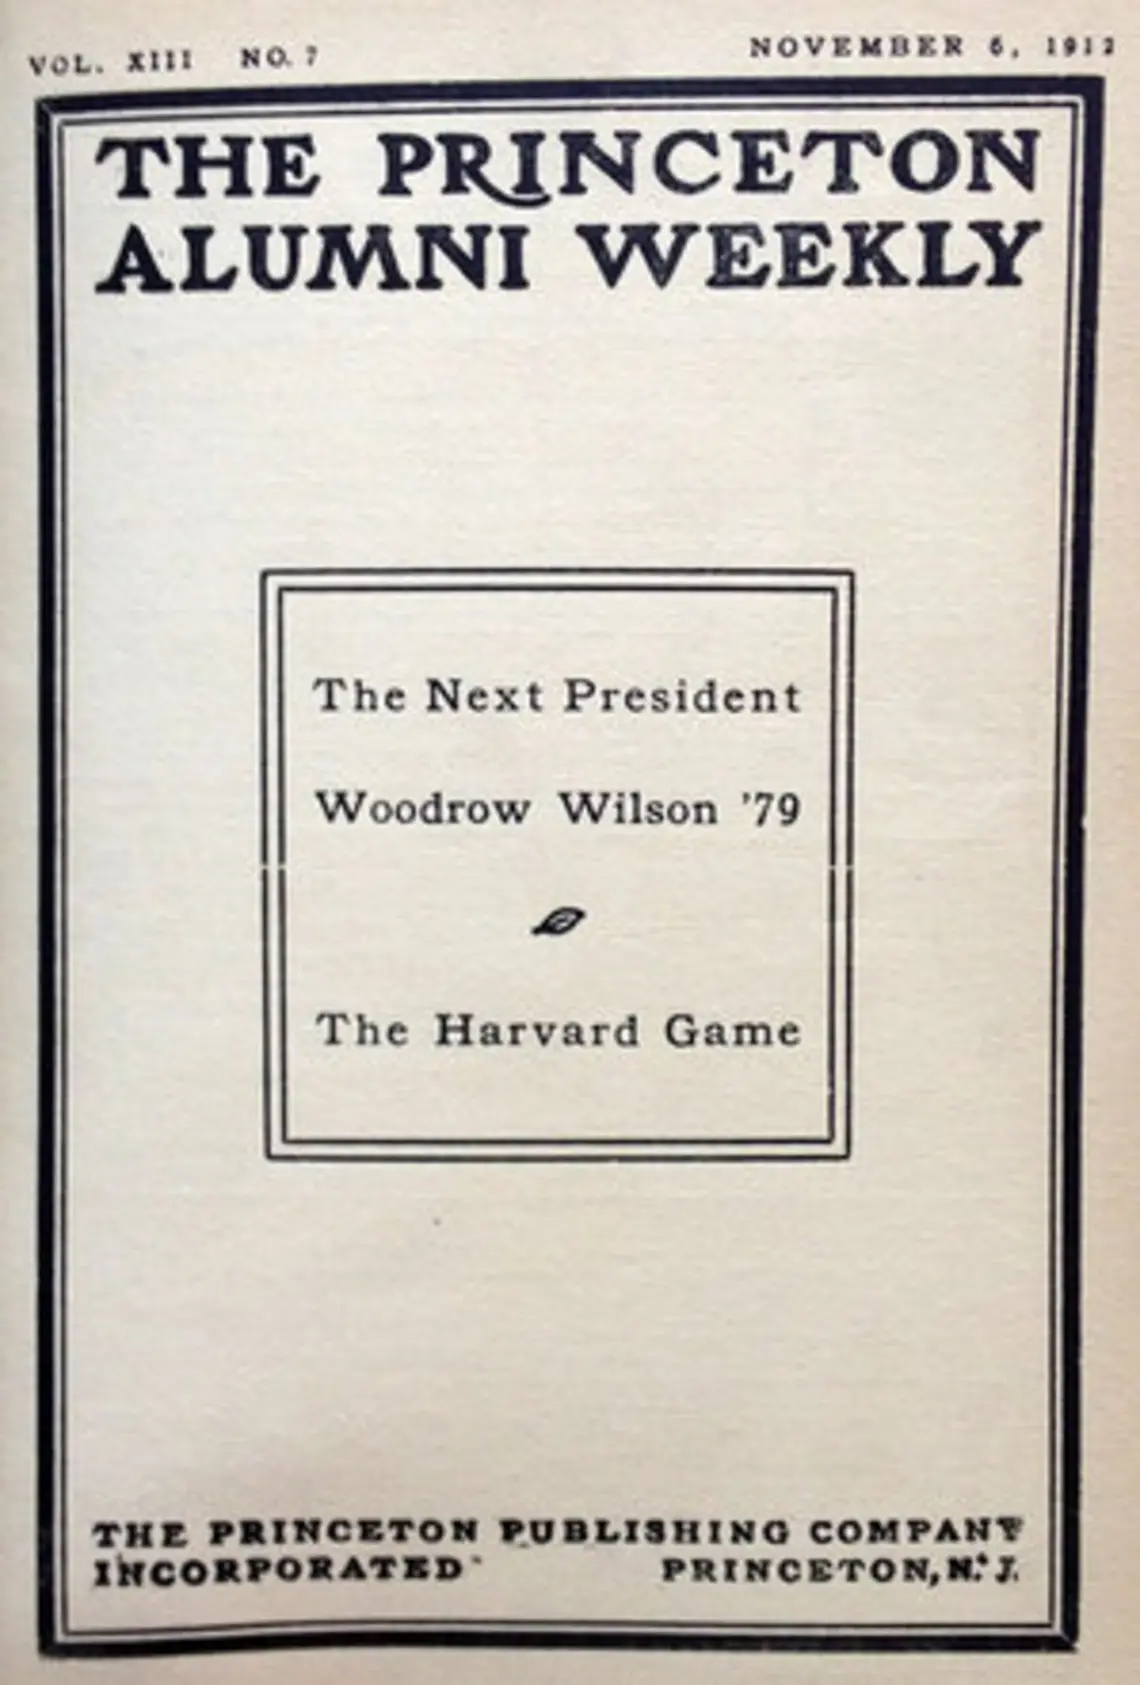 VOL. XIII NO. 7
NOVEMBER 6, 1912
THE PRINCETON
ALUMNI WEEKLY
The Next President
Woodrow Wilson '79
The Harvard Game
THE PRINCETON PUBLISHING COMPANY
INCORPORATED PRINCETON, N. J.